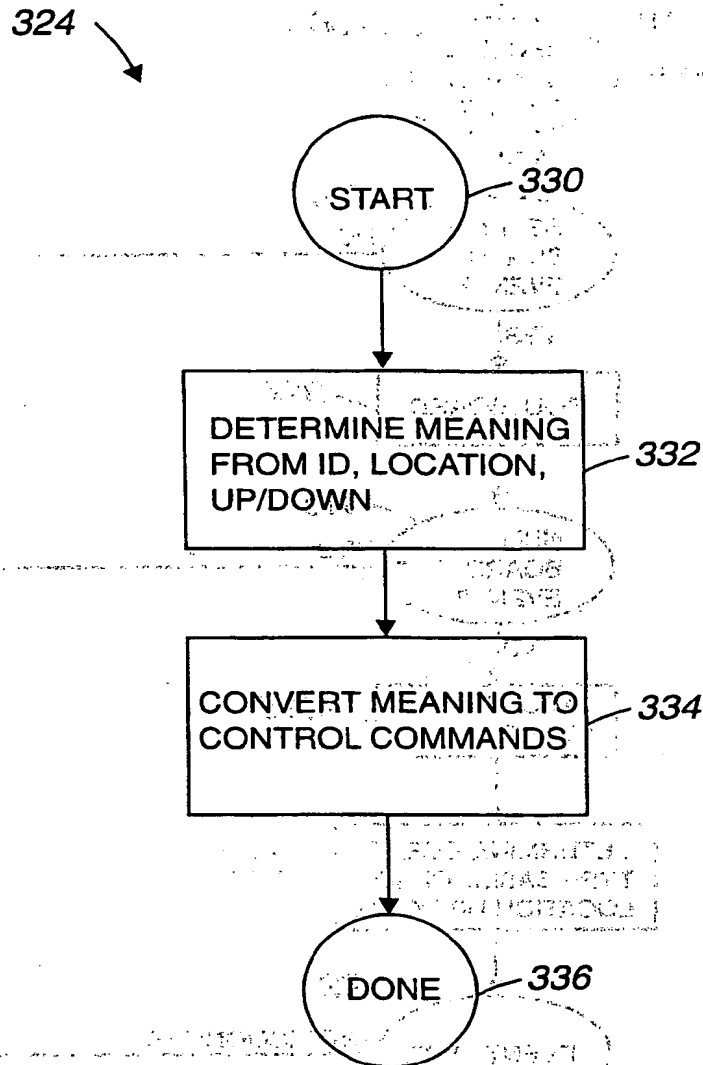 324
START
330
DETERMINE MEANING
FROM ID, LOCATION,
UP/DOWN
332
CONVERT MEANING TO
CONTROL COMMANDS
334
DONE
336